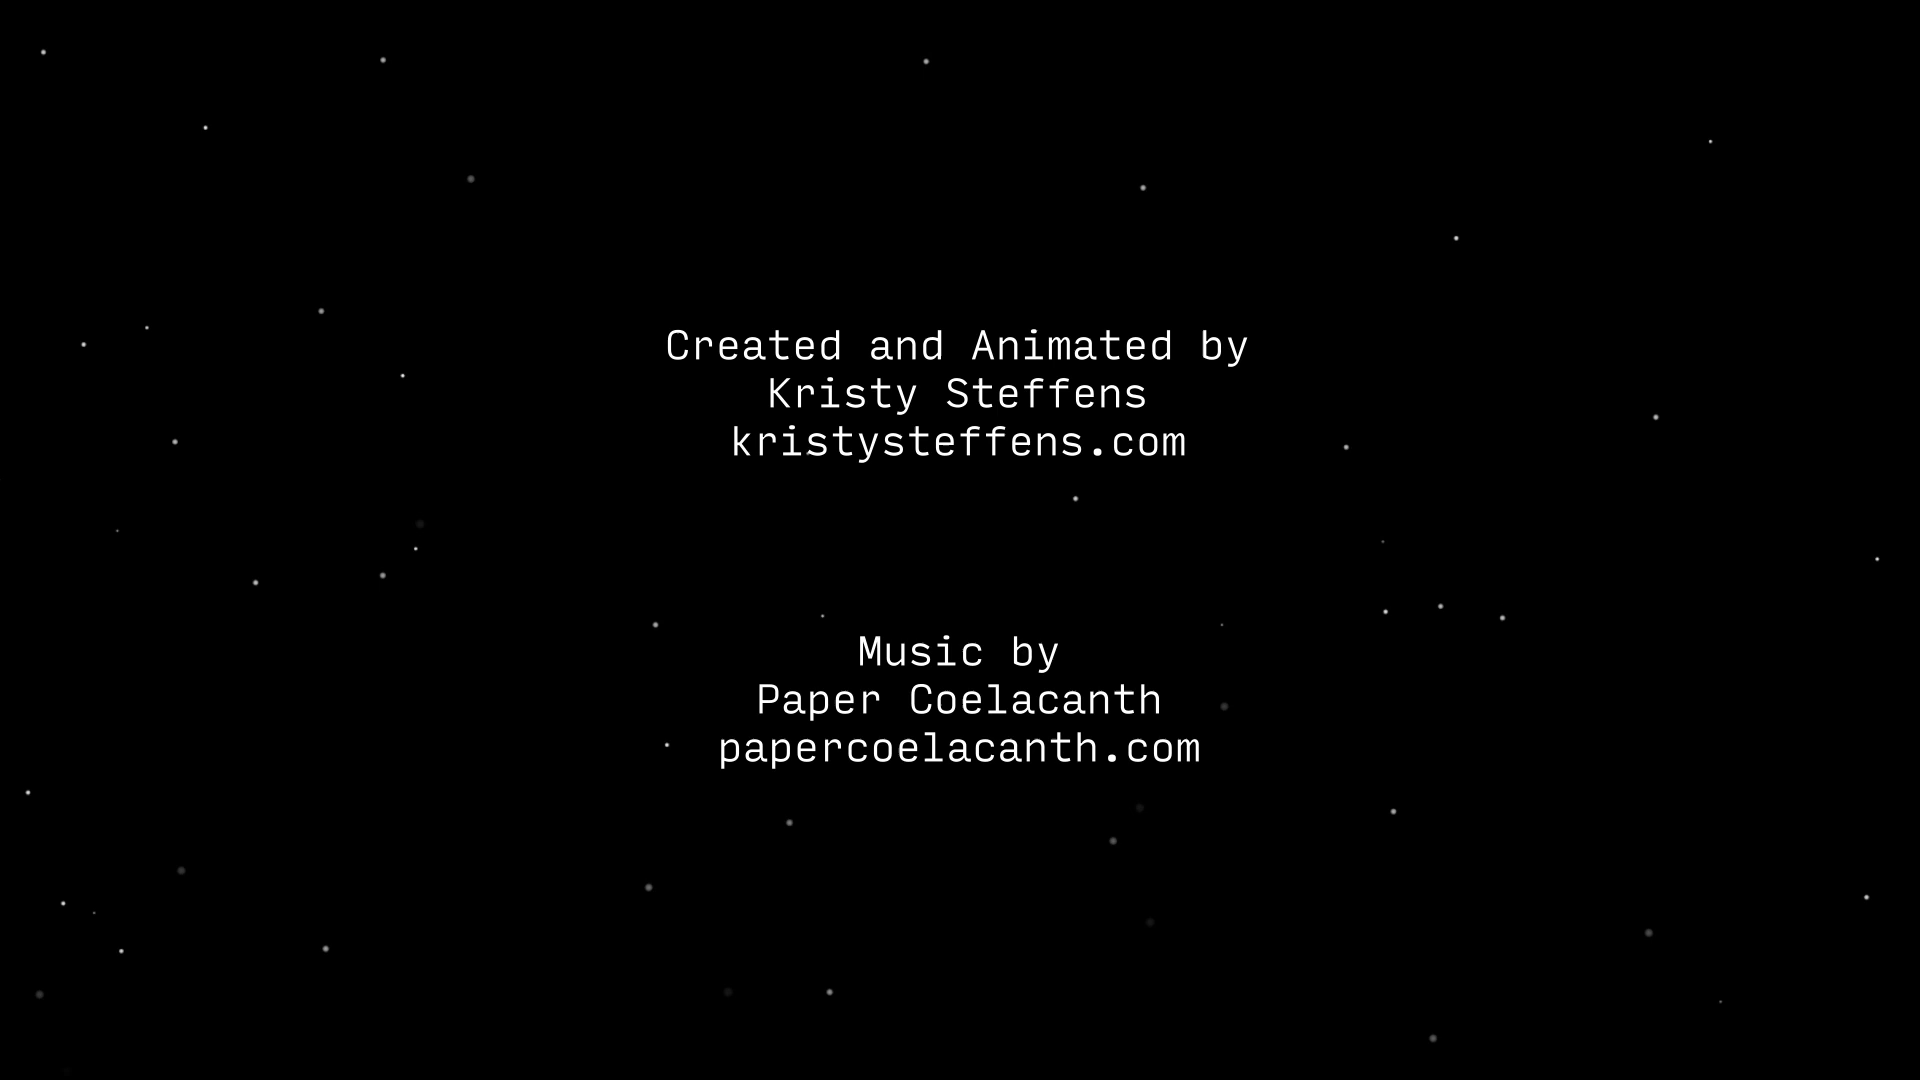 Created and Animated by
Kristy Steffens
kristysteffens.com
Music by
Paper Coelacanth
papercoelacanth.com